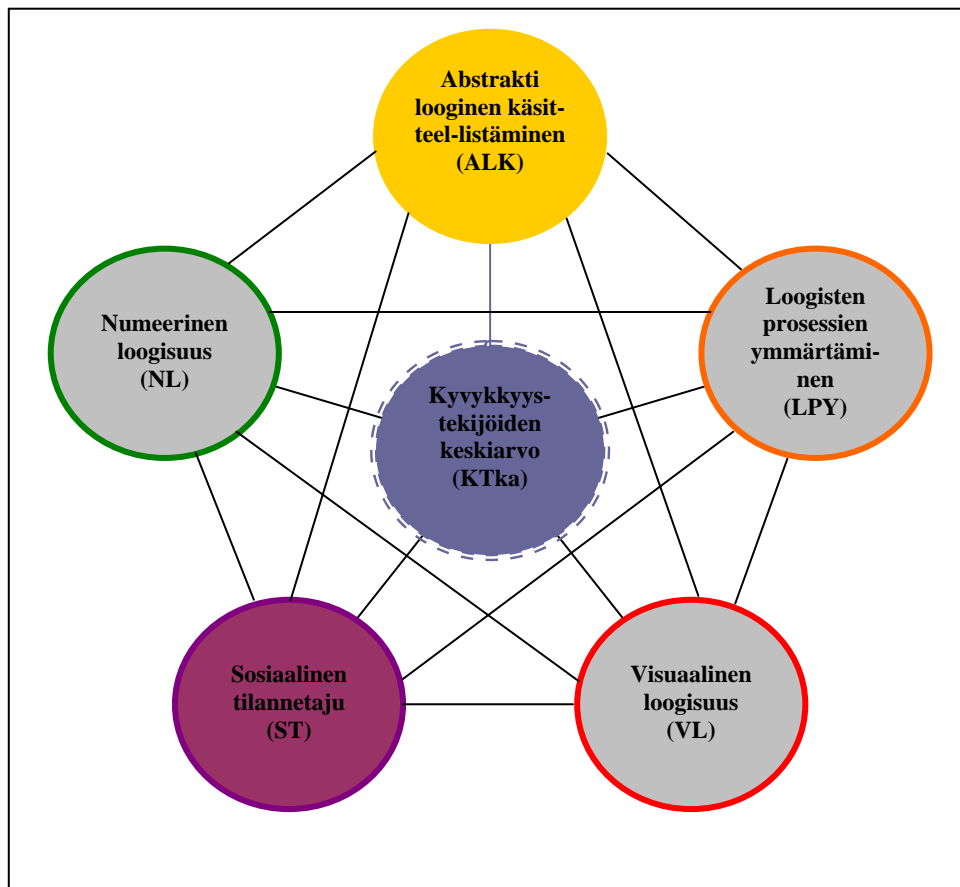 Abstrakti
looginen käsit-
teel-listäminen
(ALK)
Numeerinen
loogisuus
(NL)
Loogisten
prosessien
ymmärtämi-
nen
(LPY)
Kyvykkyys-
tekijöiden
keskiarvo
(KTka)
Sosiaalinen
tilannetaju
(ST)
Visuaalinen
loogisuus
(VL)